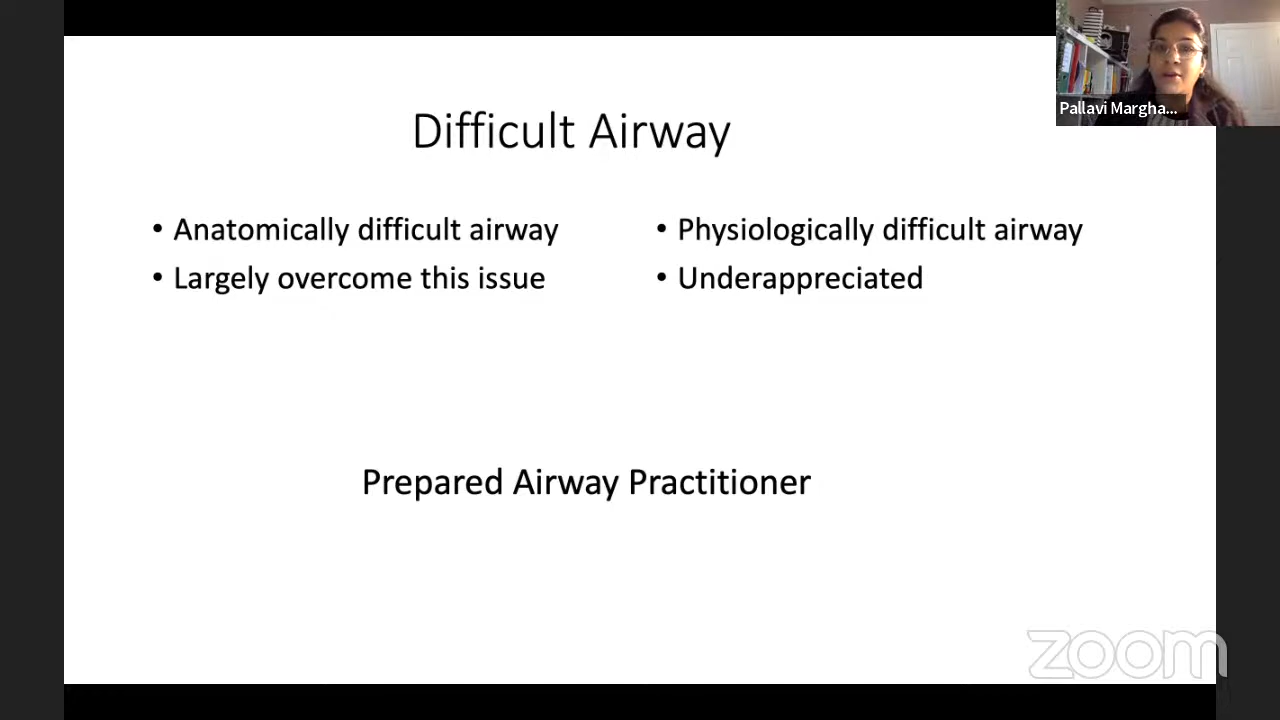 Pallavi Margha...
Difficult Airway
• Anatomically difficult airway
• Largely overcome this issue
• Physiologically difficult airway
• Underappreciated
Prepared Airway Practitioner
zoom